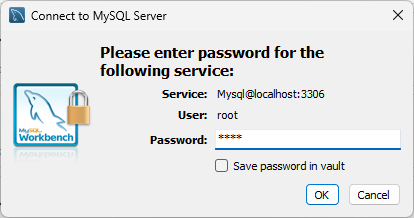 Connect to MySQL Server
Please enter password for the
following service:
Service: Mysql@localhost:3306
User: root
Password: ****
Save password in vault
OK Cancel
MySQL
Workbench